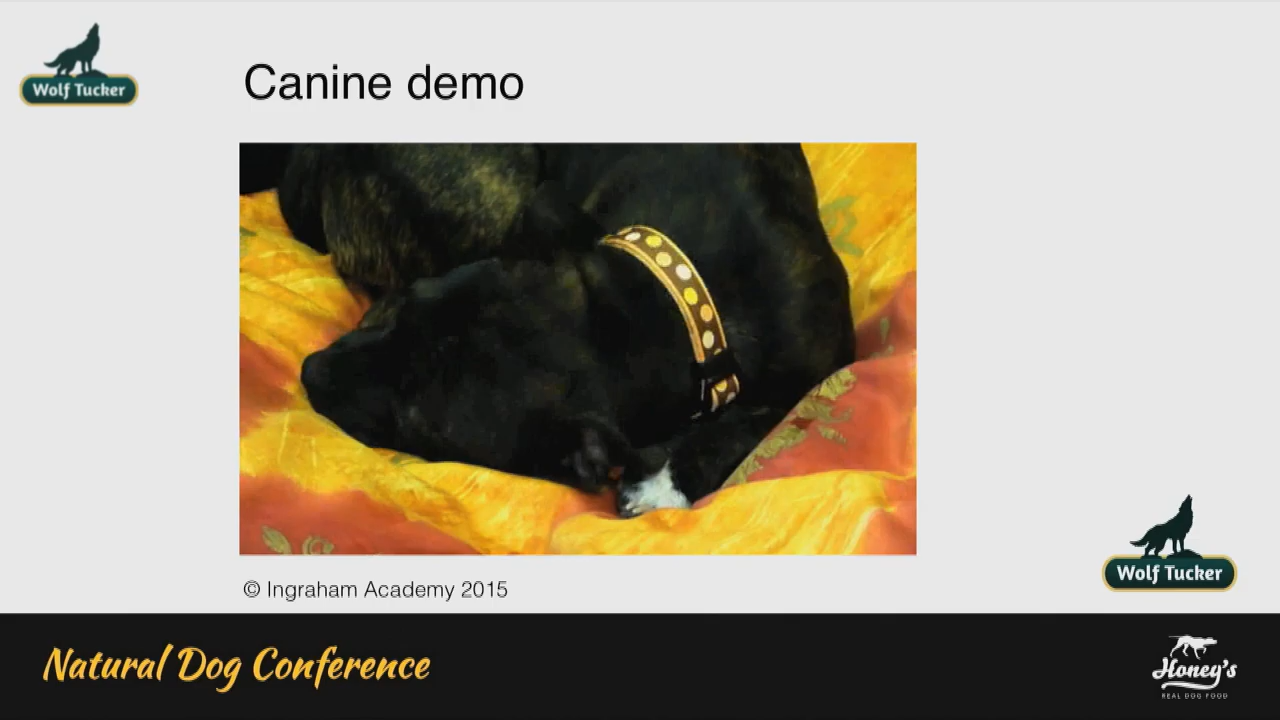 Wolf Tucker
Canine demo
© Ingraham Academy 2015
Wolf Tucker
Natural Dog Conference
Honey's
REAL DOG FOOD